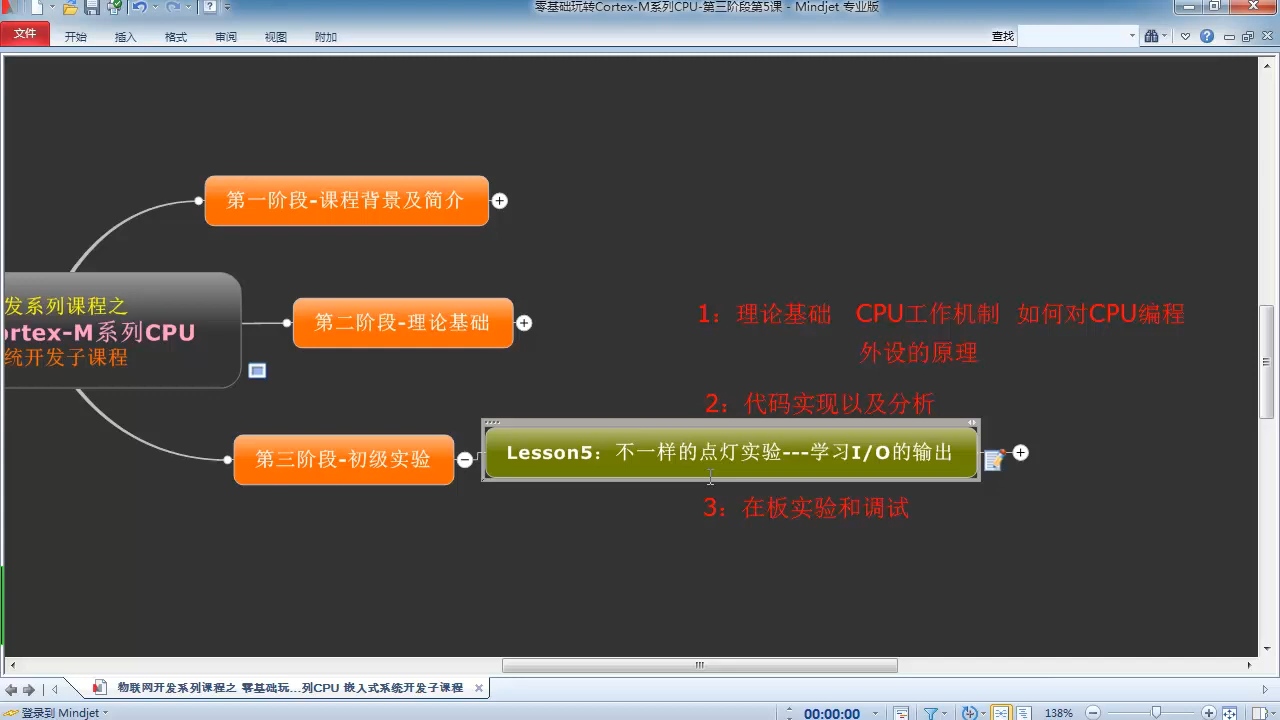 零基础玩转Cortex-M系列CPU-第三阶段第5课 - Mindjet 专业版
文件 开始 插入 格式 审阅 视图 附加 查找
第一阶段-课程背景及简介
发系列课程之
ortex-M系列CPU
统开发子课程
第二阶段-理论基础
1：理论基础 CPU工作机制 如何对CPU编程
外设的原理
2：代码实现以及分析
第三阶段-初级实验
Lesson5：不一样的点灯实验---学习I/O的输出
3：在板实验和调试
物联网开发系列课程之 零基础玩...列CPU 嵌入式系统开发子课程
登录到 Mindjet 00:00:00 138%